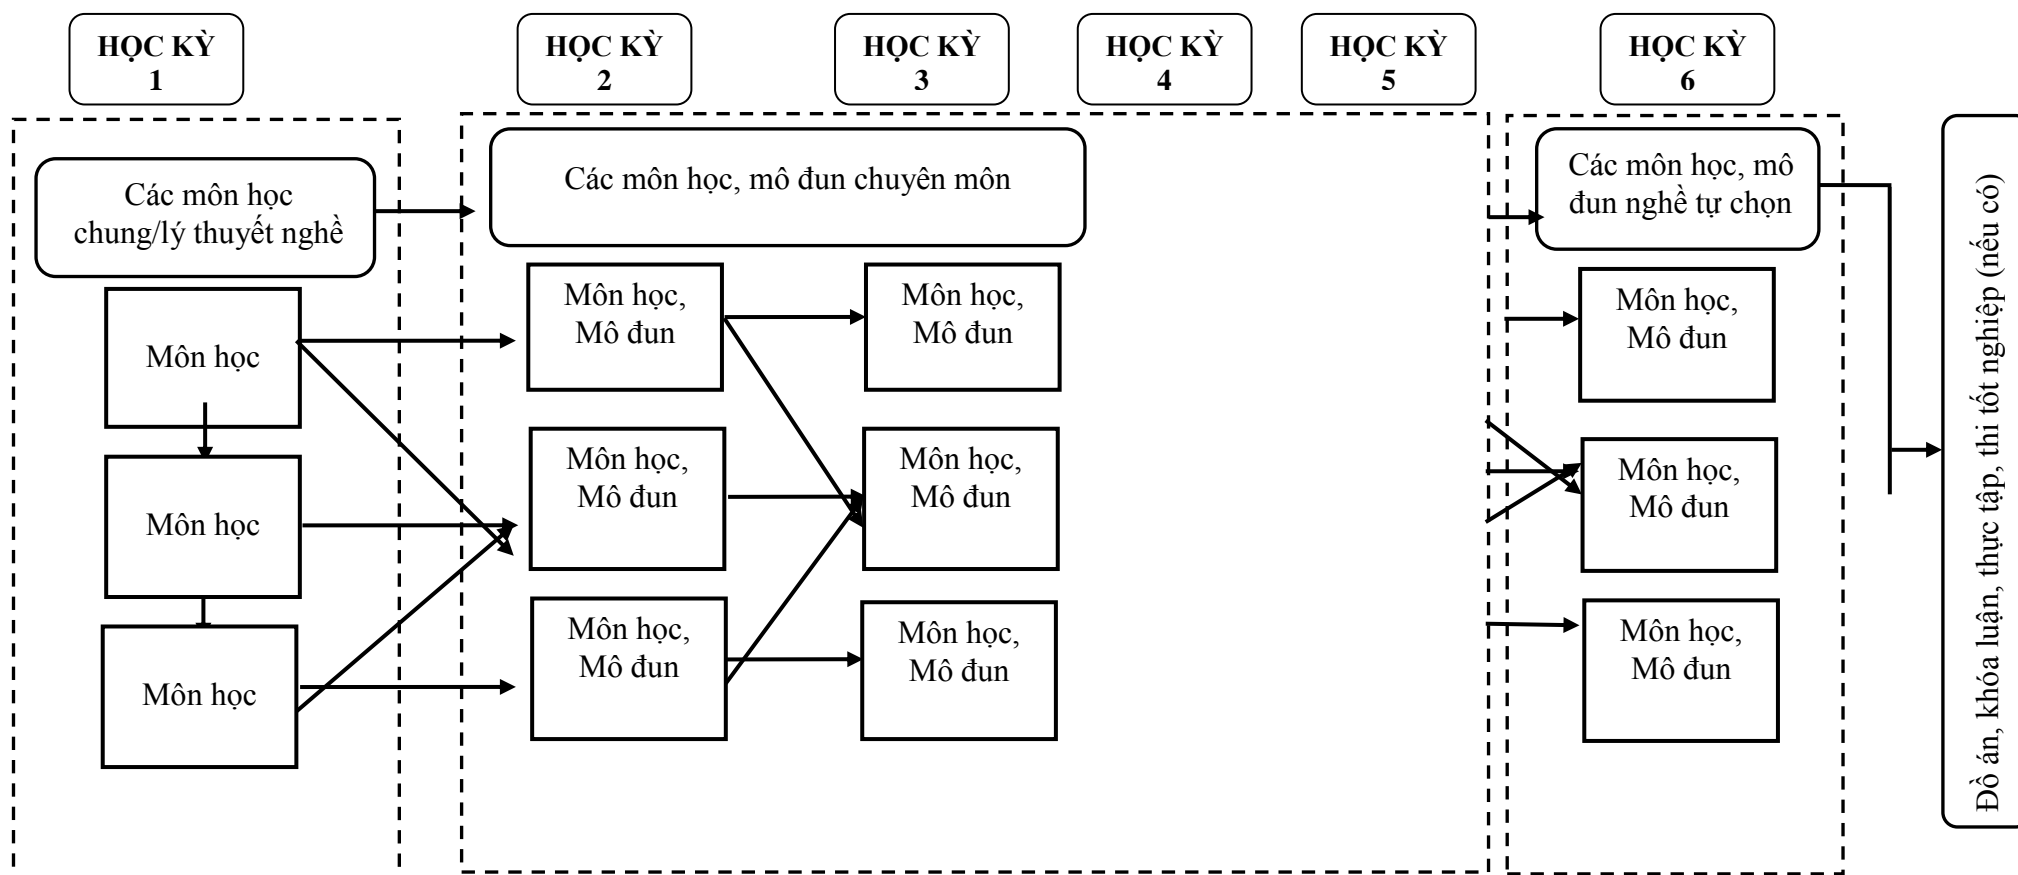 HỌC KỲ
1
HỌC KỲ
2
HỌC KỲ
3
HỌC KỲ
4
HỌC KỲ
5
HỌC KỲ
6
Các môn học
chung/lý thuyết nghề
Các môn học, mô đun chuyên môn
Các môn học, mô
đun nghề tự chọn
Môn học
Môn học
Môn học
Môn học,
Mô đun
Môn học,
Mô đun
Môn học,
Mô đun
Môn học,
Mô đun
Môn học,
Mô đun
Môn học,
Mô đun
Môn học,
Mô đun
Môn học,
Mô đun
Môn học,
Mô đun
Đồ án, khóa luận, thực tập, thi tốt nghiệp (nếu có)